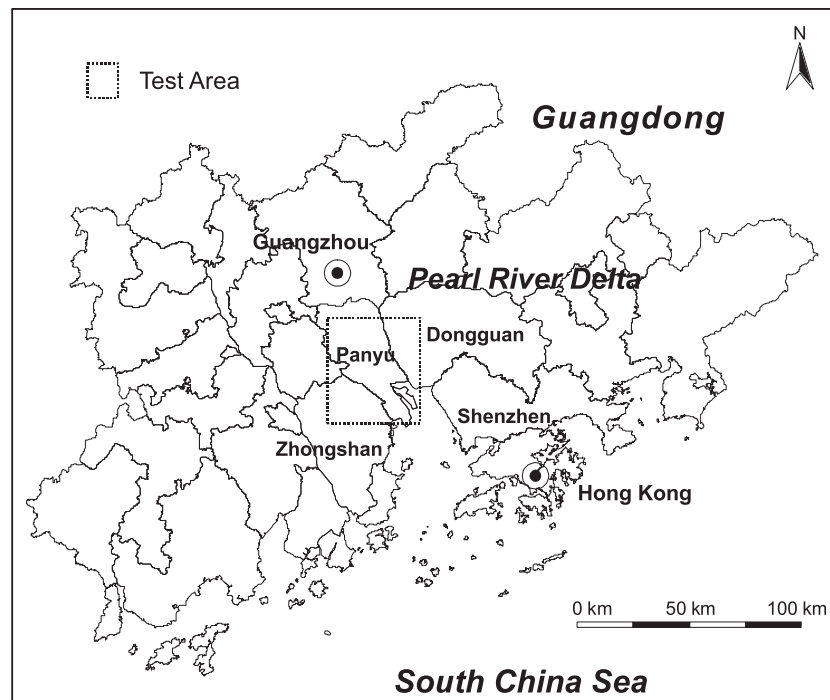 N
Test Area
Guangdong
Guangzhou
Pearl River Delta
Dongguan
Panyu
Shenzhen
Zhongshan
Hong Kong
0 km 50 km 100 km
South China Sea